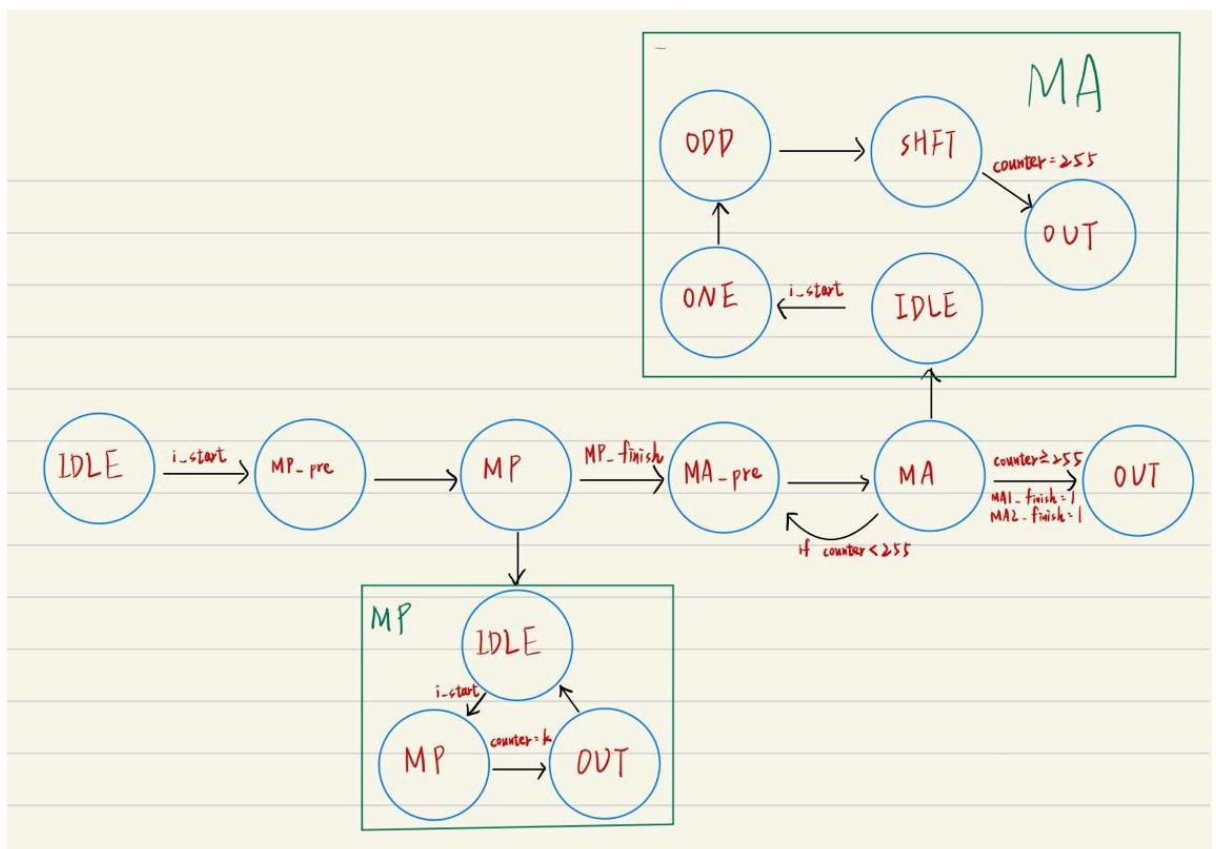 MA
ODD
SHFT
counter = 255
OUT
ONE
i_start
IDLE
IDLE
i_start
MP_pre
MP
MP_finish
MA_pre
MA
counter ≥ 255
MA1_finish = 1
MA2_finish = 1
OUT
if counter < 255
MP
IDLE
i_start
MP
counter = k
OUT